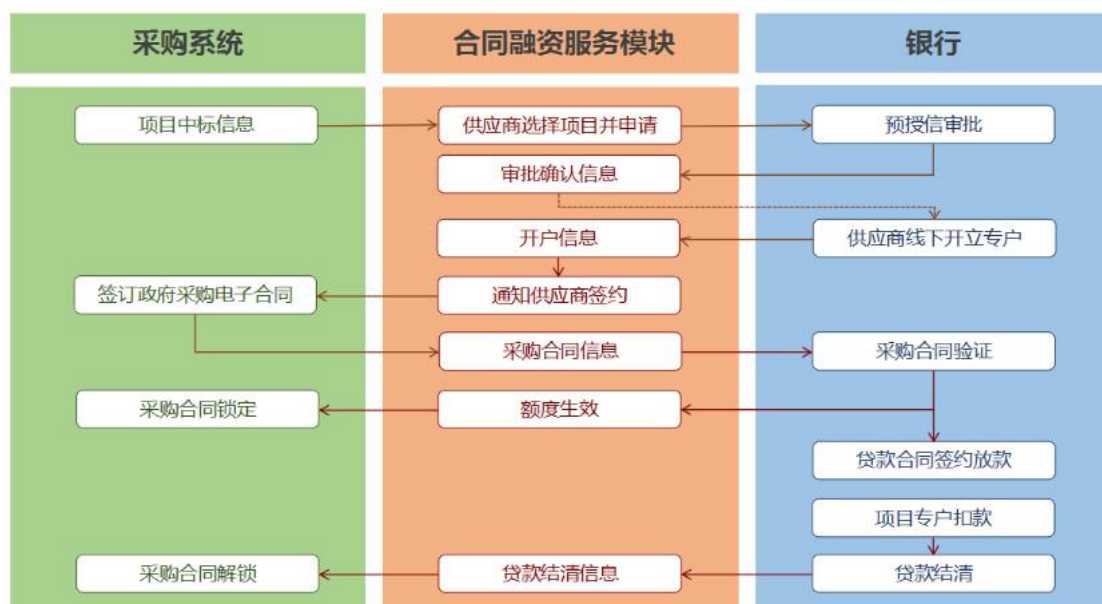 采购系统
合同融资服务模块
银行
项目中标信息
供应商选择项目并申请
预授信审批
审批确认信息
开户信息
供应商线下开立专户
签订政府采购电子合同
通知供应商签约
采购合同信息
采购合同验证
采购合同锁定
额度生效
贷款合同签约放款
项目专户扣款
采购合同解锁
贷款结清信息
贷款结清